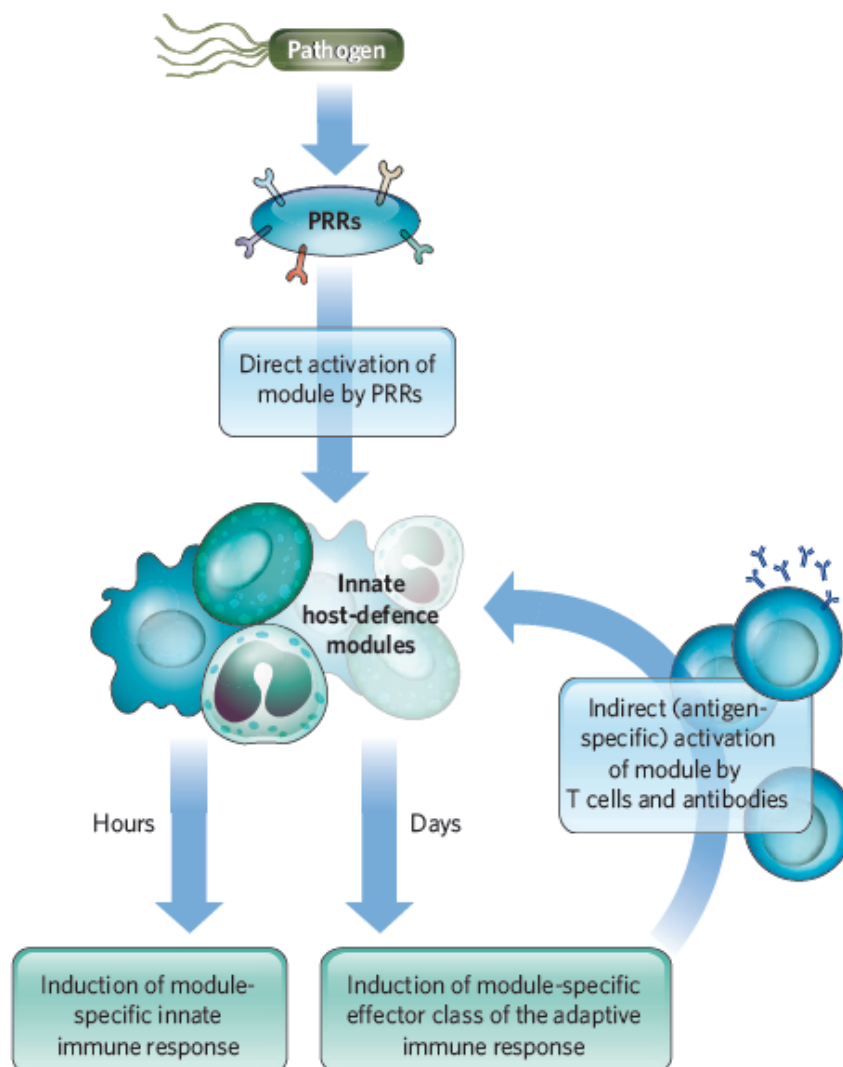 Pathogen
PRRs
Direct activation of
module by PRRs
Innate
host-defence
modules
Indirect (antigen-
specific) activation
of module by
T cells and antibodies
Hours
Days
Induction of module-
specific innate
immune response
Induction of module-specific
effector class of the adaptive
immune response